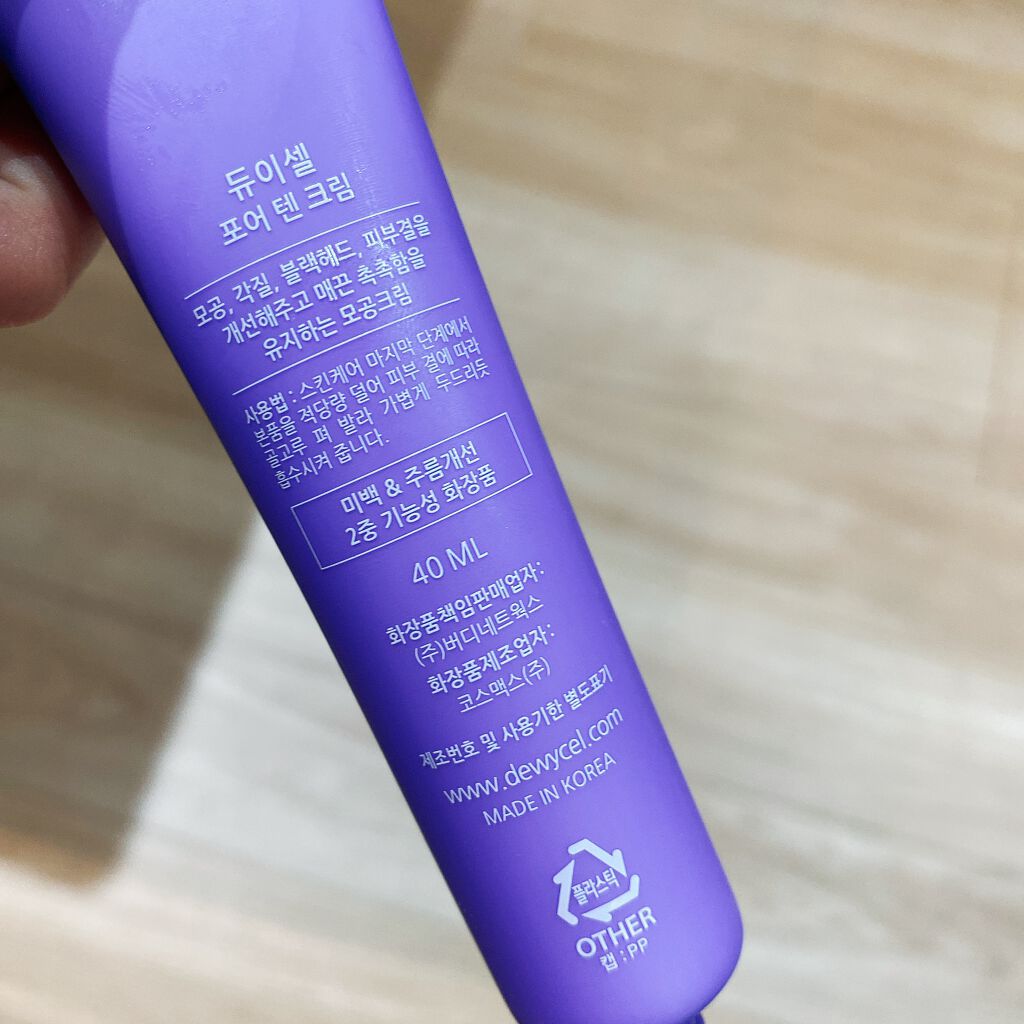 듀이셀
포어 텐 크림
모공, 각질, 블랙헤드, 피부결을
개선해주고 매끈 촉촉함을
유지하는 모공크림
사용법 : 스킨케어 마지막 단계에서
본품을 적당량 덜어 피부 결에 따라
골고루 펴 발라 가볍게 두드리듯
흡수시켜 줍니다.
미백 & 주름개선
2중 기능성 화장품
40 ML
화장품책임판매업자:
(주)버디네트웍스
화장품제조업자:
코스맥스(주)
제조번호 및 사용기한 별도표기
www.dewycel.com
MADE IN KOREA
플라스틱
OTHER
캡 : PP